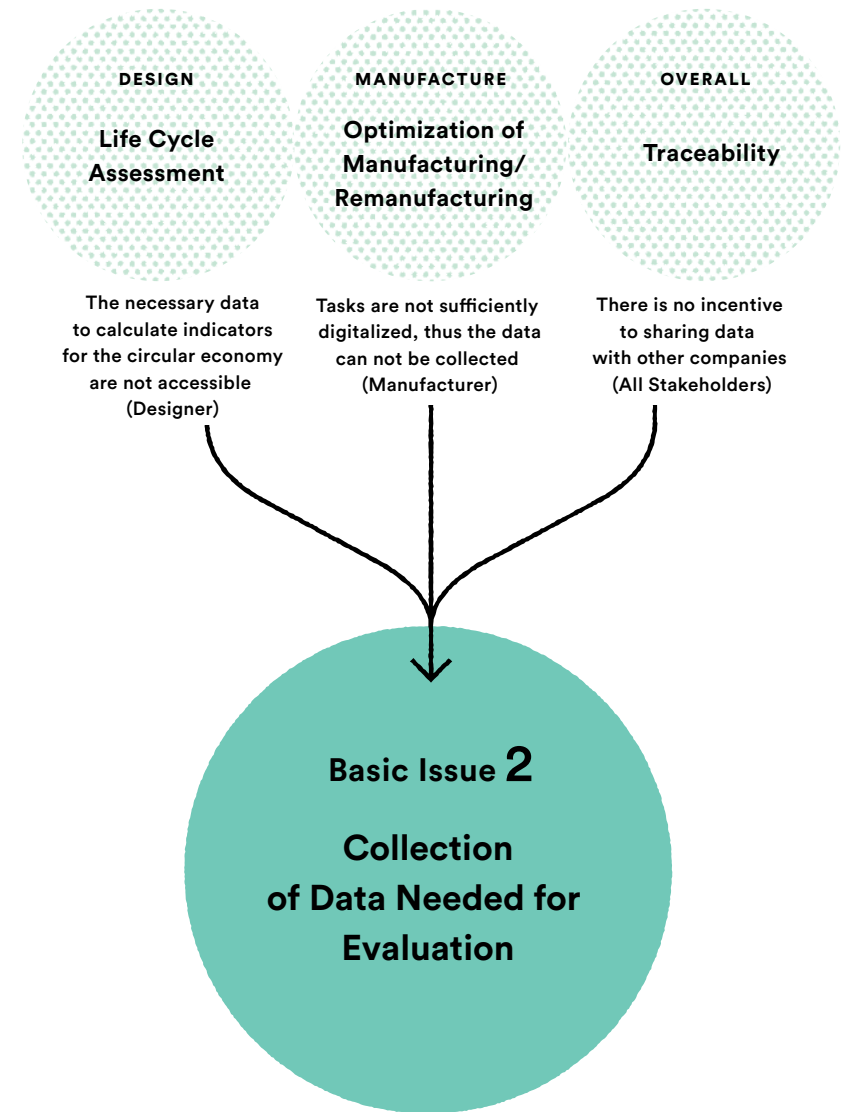 DESIGN
Life Cycle
Assessment
The necessary data
to calculate indicators
for the circular economy
are not accessible
(Designer)
MANUFACTURE
Optimization of
Manufacturing/
Remanufacturing
Tasks are not sufficiently
digitalized, thus the data
can not be collected
(Manufacturer)
OVERALL
Traceability
There is no incentive
to sharing data
with other companies
(All Stakeholders)
Basic Issue 2
Collection
of Data Needed for
Evaluation